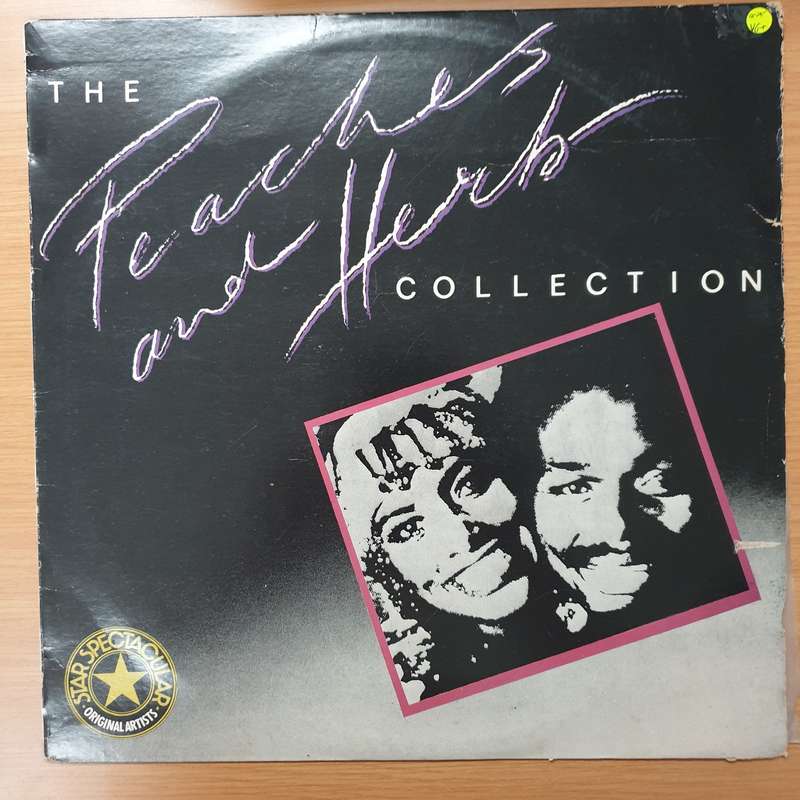 THE
Peaches
and Herb
COLLECTION
STAR SPECTACULAR
· ORIGINAL ARTISTS ·